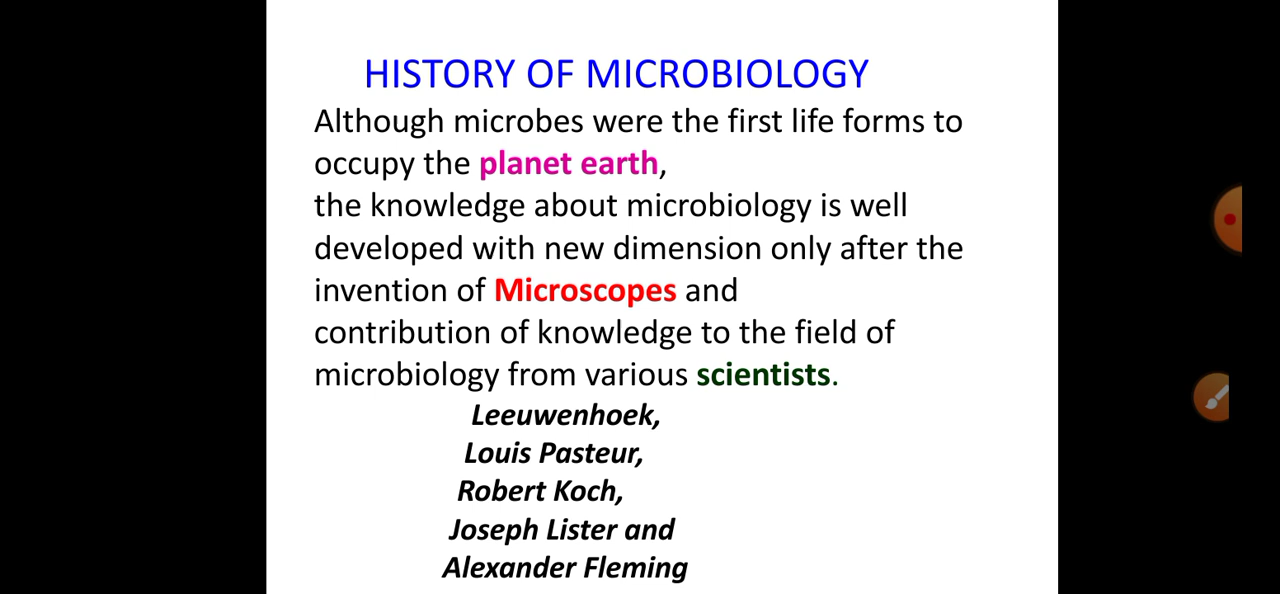 HISTORY OF MICROBIOLOGY
Although microbes were the first life forms to
occupy the planet earth,
the knowledge about microbiology is well
developed with new dimension only after the
invention of Microscopes and
contribution of knowledge to the field of
microbiology from various scientists.
Leeuwenhoek,
Louis Pasteur,
Robert Koch,
Joseph Lister and
Alexander Fleming